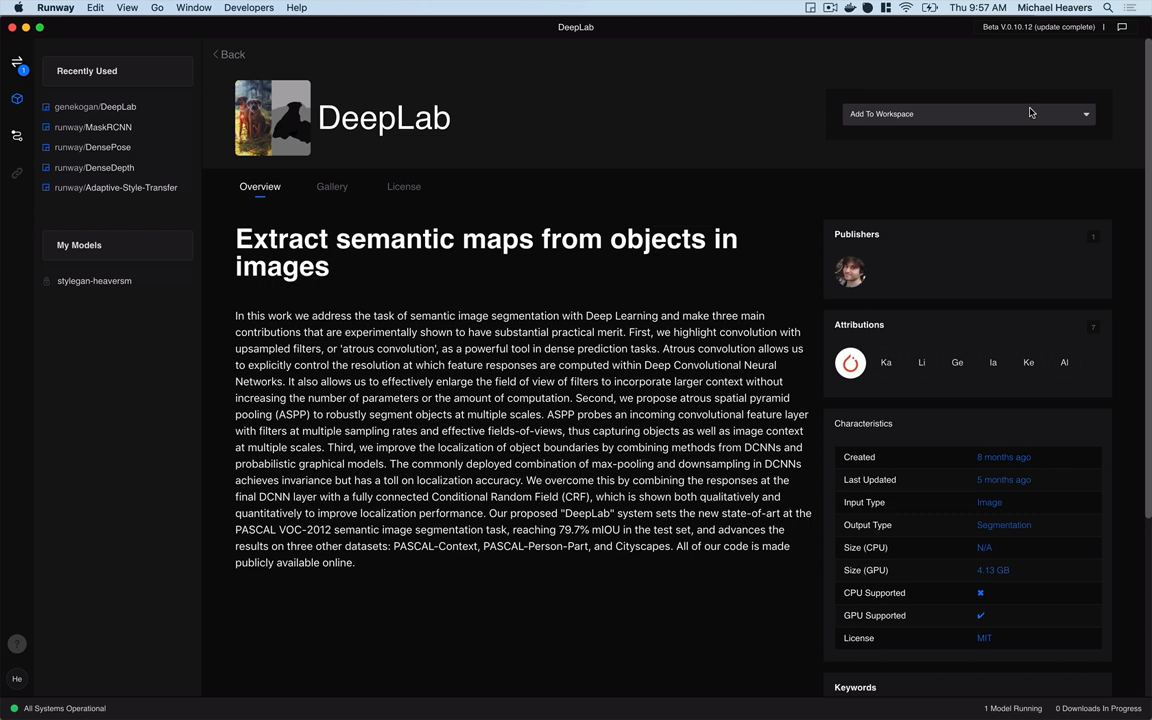 Runway Edit View Go Window Developers Help Thu 9:57 AM Michael Heavers
DeepLab Beta V.0.10.12 (update complete)
1
Recently Used
genekogan/DeepLab
runway/MaskRCNN
runway/DensePose
runway/DenseDepth
runway/Adaptive-Style-Transfer
My Models
stylegan-heaversm
?
He
Back
DeepLab
Add To Workspace
Overview Gallery License
Extract semantic maps from objects in
images
In this work we address the task of semantic image segmentation with Deep Learning and make three main
contributions that are experimentally shown to have substantial practical merit. First, we highlight convolution with
upsampled filters, or 'atrous convolution', as a powerful tool in dense prediction tasks. Atrous convolution allows us
to explicitly control the resolution at which feature responses are computed within Deep Convolutional Neural
Networks. It also allows us to effectively enlarge the field of view of filters to incorporate larger context without
increasing the number of parameters or the amount of computation. Second, we propose atrous spatial pyramid
pooling (ASPP) to robustly segment objects at multiple scales. ASPP probes an incoming convolutional feature layer
with filters at multiple sampling rates and effective fields-of-views, thus capturing objects as well as image context
at multiple scales. Third, we improve the localization of object boundaries by combining methods from DCNNs and
probabilistic graphical models. The commonly deployed combination of max-pooling and downsampling in DCNNs
achieves invariance but has a toll on localization accuracy. We overcome this by combining the responses at the
final DCNN layer with a fully connected Conditional Random Field (CRF), which is shown both qualitatively and
quantitatively to improve localization performance. Our proposed "DeepLab" system sets the new state-of-art at the
PASCAL VOC-2012 semantic image segmentation task, reaching 79.7% mIOU in the test set, and advances the
results on three other datasets: PASCAL-Context, PASCAL-Person-Part, and Cityscapes. All of our code is made
publicly available online.
Publishers 1
Attributions 7
Ka Li Ge Ia Ke Al
Characteristics
Created 8 months ago
Last Updated 5 months ago
Input Type Image
Output Type Segmentation
Size (CPU) N/A
Size (GPU) 4.13 GB
CPU Supported ✖
GPU Supported ✔
License MIT
Keywords
All Systems Operational 1 Model Running 0 Downloads In Progress